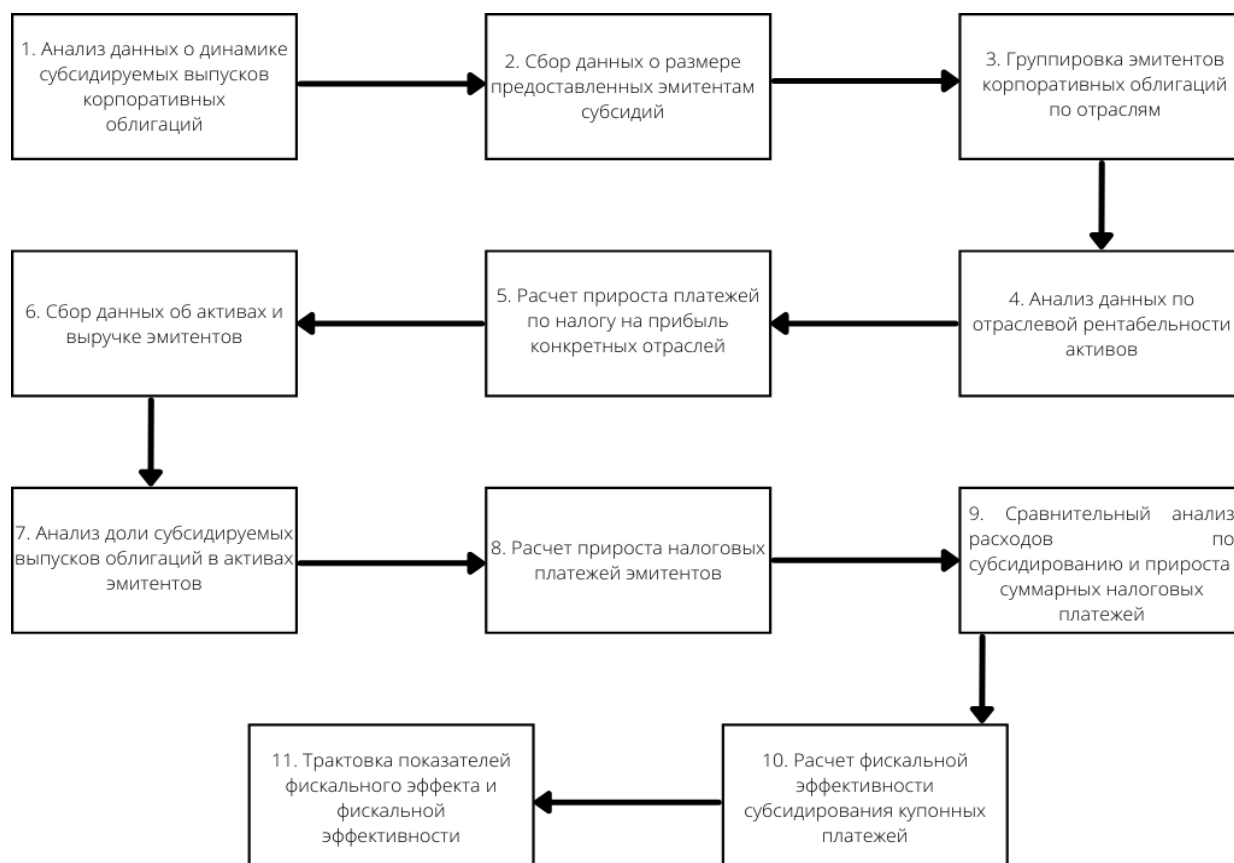 1. Анализ данных о динамике
субсидируемых выпусков
корпоративных
облигаций
2. Сбор данных о размере
предоставленных эмитентам
субсидий
3. Группировка эмитентов
корпоративных облигаций
по отраслям
4. Анализ данных по
отраслевой рентабельности
активов
5. Расчет прироста платежей
по налогу на прибыль
конкретных отраслей
6. Сбор данных об активах и
выручке эмитентов
7. Анализ доли субсидируемых
выпусков облигаций в активах
эмитентов
8. Расчет прироста налоговых
платежей эмитентов
9. Сравнительный анализ
расходов по
субсидированию и прироста
суммарных налоговых
платежей
10. Расчет фискальной
эффективности
субсидирования купонных
платежей
11. Трактовка показателей
фискального эффекта и
фискальной
эффективности